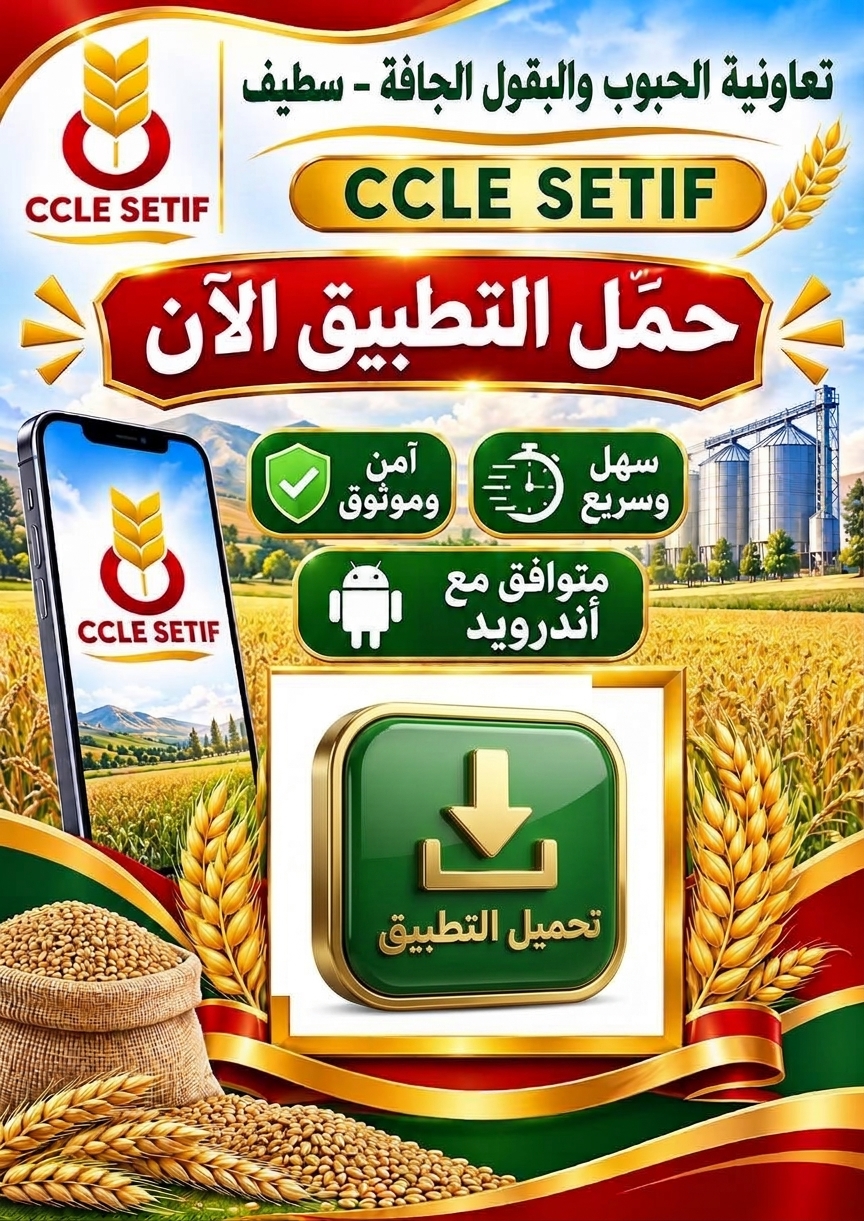 تعاونية الحبوب والبقول الجافة - سطيف
CCLE SETIF
CCLE SETIF
حمّل التطبيق الآن
سهل
وسريع
آمن
وموثوق
متوافق مع
أندرويد
CCLE SETIF
تحميل التطبيق